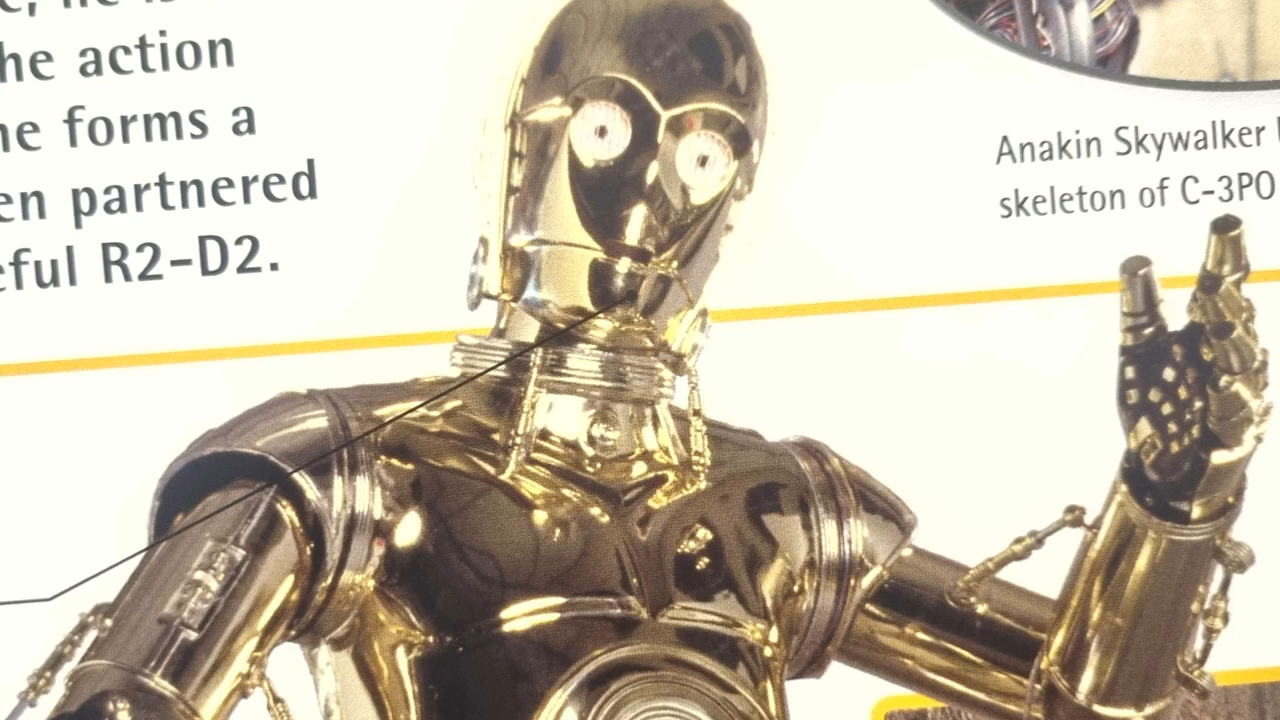 he action
he forms a
en partnered
eful R2-D2.
Anakin Skywalker
skeleton of C-3PO